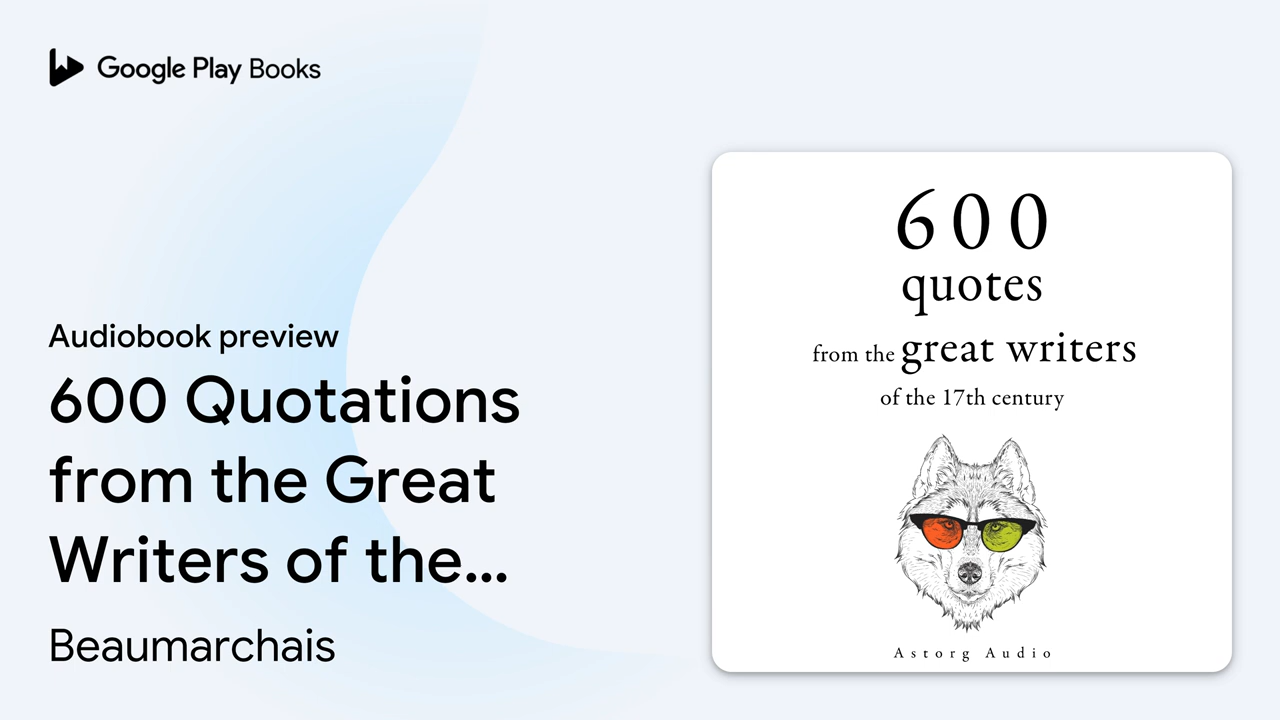 Google Play Books
Audiobook preview
600 Quotations
from the Great
Writers of the...
Beaumarchais
600
quotes
from the great writers
of the 17th century
Astorg Audio